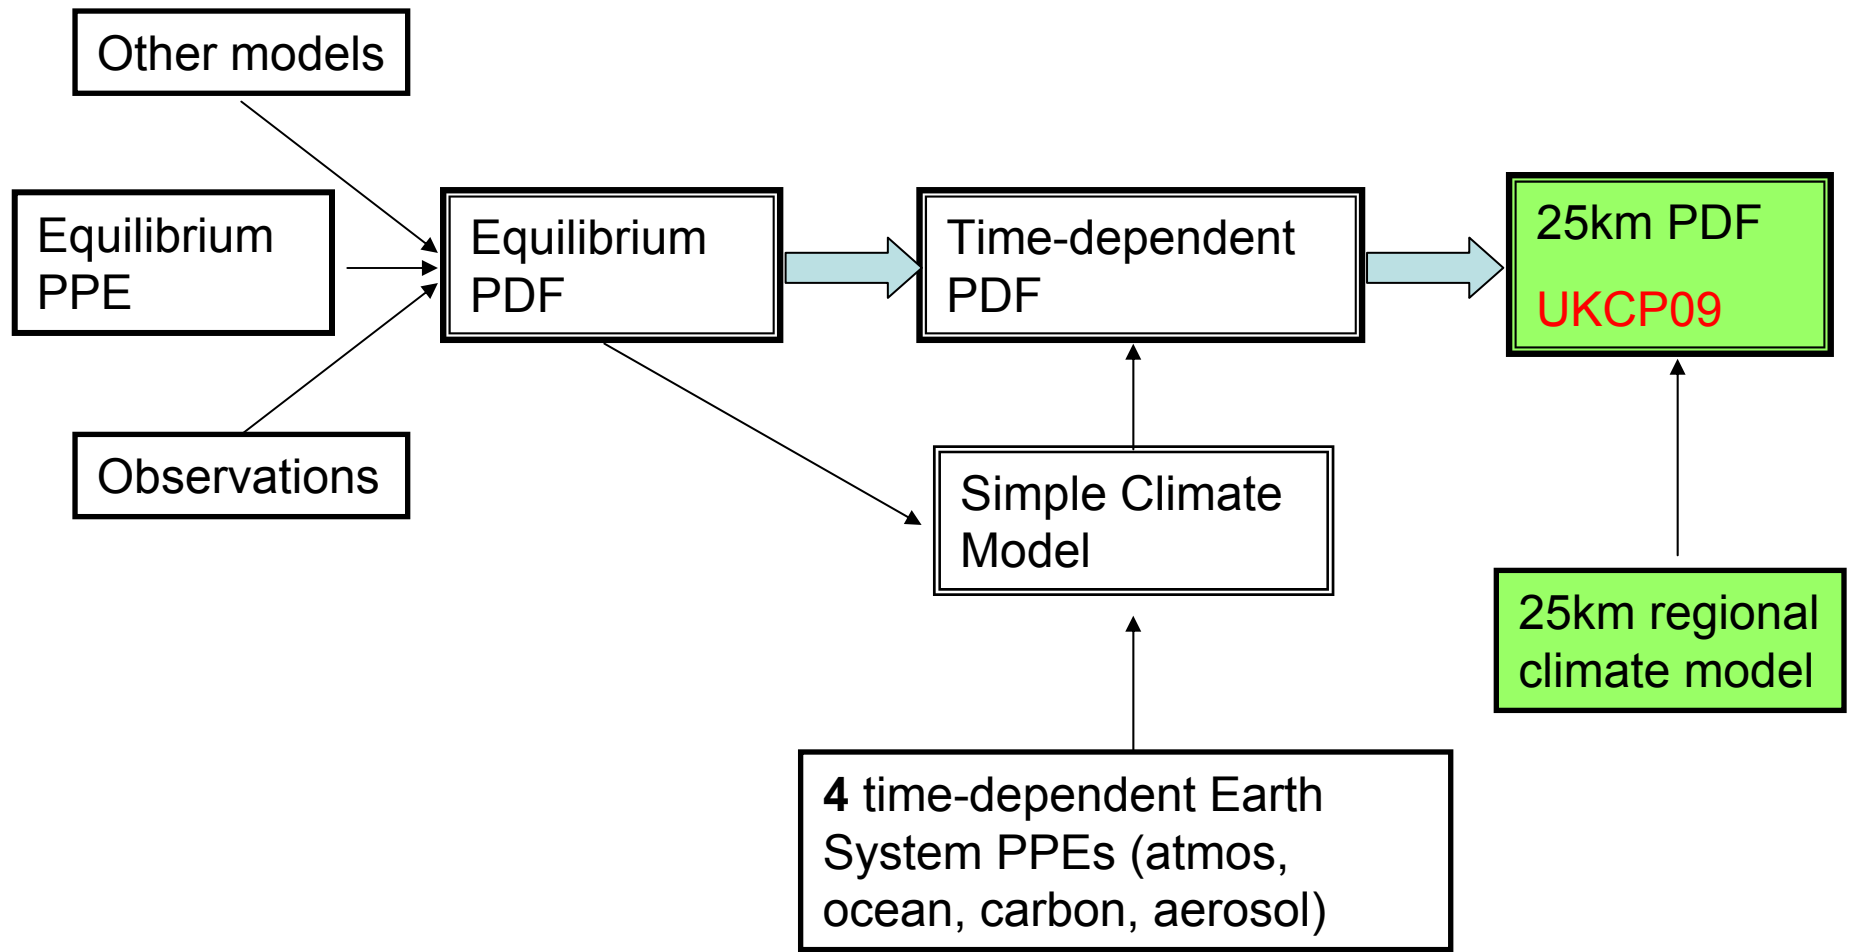 Other models
Equilibrium
PPE
Observations
Equilibrium
PDF
Time-dependent
PDF
25km PDF
UKCP09
Simple Climate
Model
25km regional
climate model
4 time-dependent Earth
System PPEs (atmos,
ocean, carbon, aerosol)